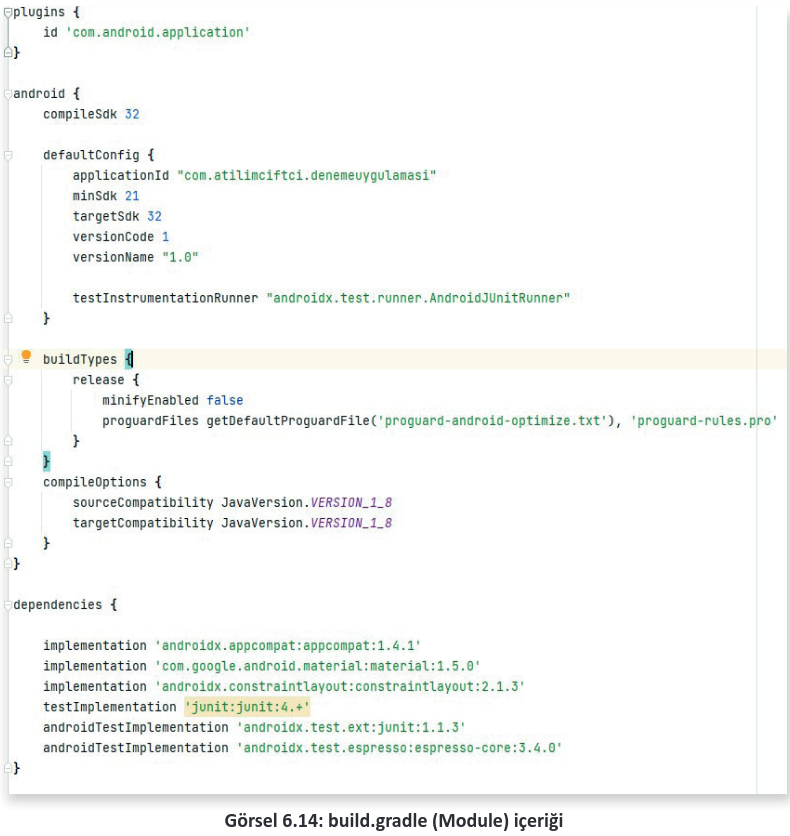 plugins {
    id 'com.android.application'
}

android {
    compileSdk 32

    defaultConfig {
        applicationId "com.atilimciftci.denemeuygulamasi"
        minSdk 21
        targetSdk 32
        versionCode 1
        versionName "1.0"

        testInstrumentationRunner "androidx.test.runner.AndroidJUnitRunner"
    }

    buildTypes {
        release {
            minifyEnabled false
            proguardFiles getDefaultProguardFile('proguard-android-optimize.txt'), 'proguard-rules.pro'
        }
    }
    compileOptions {
        sourceCompatibility JavaVersion.VERSION_1_8
        targetCompatibility JavaVersion.VERSION_1_8
    }
}

dependencies {

    implementation 'androidx.appcompat:appcompat:1.4.1'
    implementation 'com.google.android.material:material:1.5.0'
    implementation 'androidx.constraintlayout:constraintlayout:2.1.3'
    testImplementation 'junit:junit:4.+'
    androidTestImplementation 'androidx.test.ext:junit:1.1.3'
    androidTestImplementation 'androidx.test.espresso:espresso-core:3.4.0'
}
Görsel 6.14: build.gradle (Module) içeriği